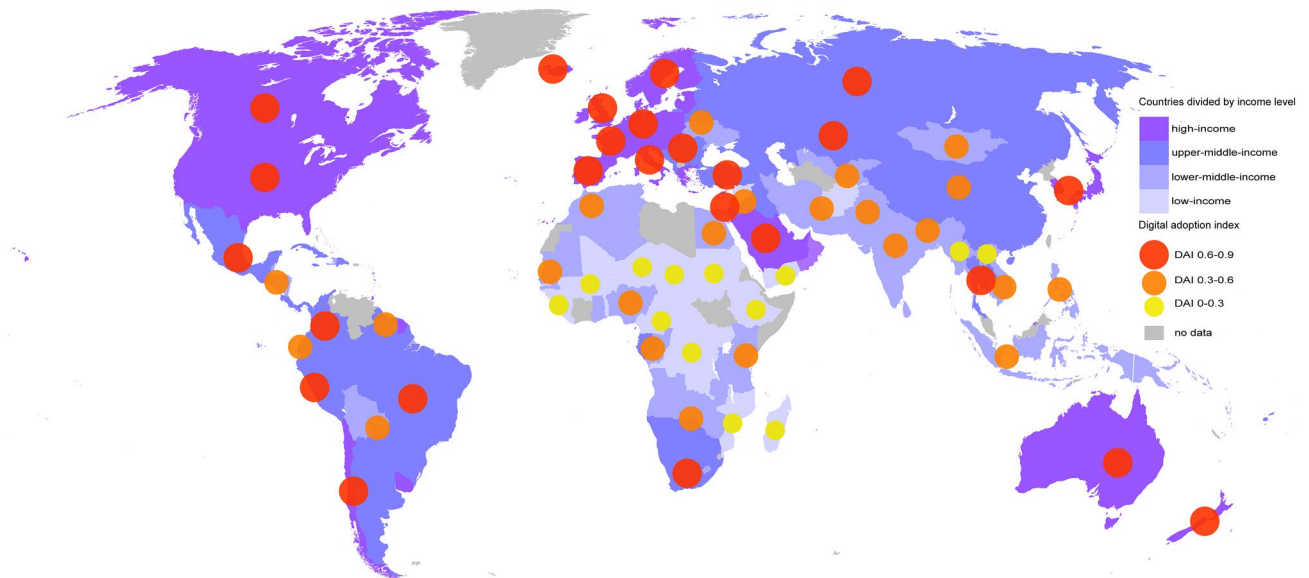 Countries divided by income level
high-income
upper-middle-income
lower-middle-income
low-income
Digital adoption index
DAI 0.6-0.9
DAI 0.3-0.6
DAI 0-0.3
no data